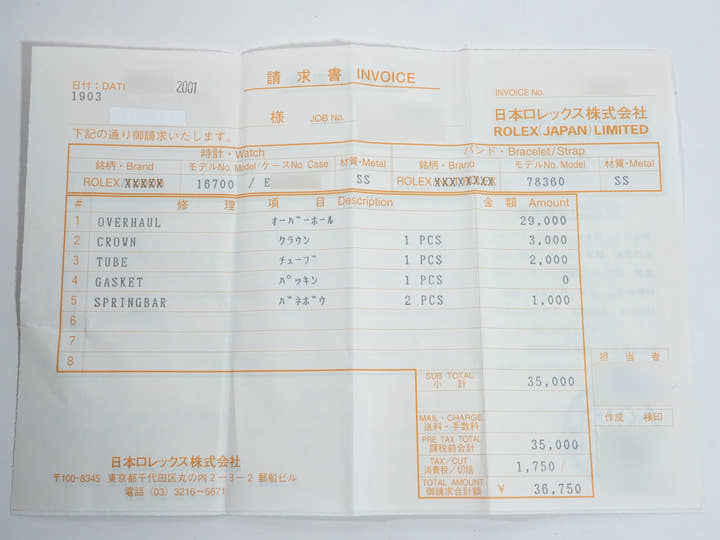 請求書 INVOICE
日付:DATE 2001
1903
INVOICE No.
様 JOB No.
日本ロレックス株式会社
ROLEX(JAPAN)LIMITED
下記の通り御請求いたします。
時計・Watch バンド・Bracelet/Strap
銘柄・Brand モデルNo. Model/ケースNo. Case 材質・Metal 銘柄・Brand モデルNo. Model 材質・Metal
ROLEX/XXXXX 16700 / E SS ROLEX/XXXXXXX 78360 SS
# 修理項目 Description 金額 Amount
1 OVERHAUL オーバーホール 29,000
2 CROWN クラウン 1 PCS 3,000
3 TUBE チューブ 1 PCS 2,000
4 GASKET パッキン 1 PCS 0
5 SPRINGBAR バネボウ 2 PCS 1,000
6
7
8
SUB TOTAL
小計 35,000
担当者
MAIL・CHARGE
送料・手数料
作成 検印
PRE TAX TOTAL
課税前合計 35,000
TAX/CUT
消費税/切捨 1,750 /
TOTAL AMOUNT
御請求合計額 ¥ 36,750
日本ロレックス株式会社
〒100-8345 東京都千代田区丸の内2-3-2 郵船ビル
電話 (03) 3216-5671